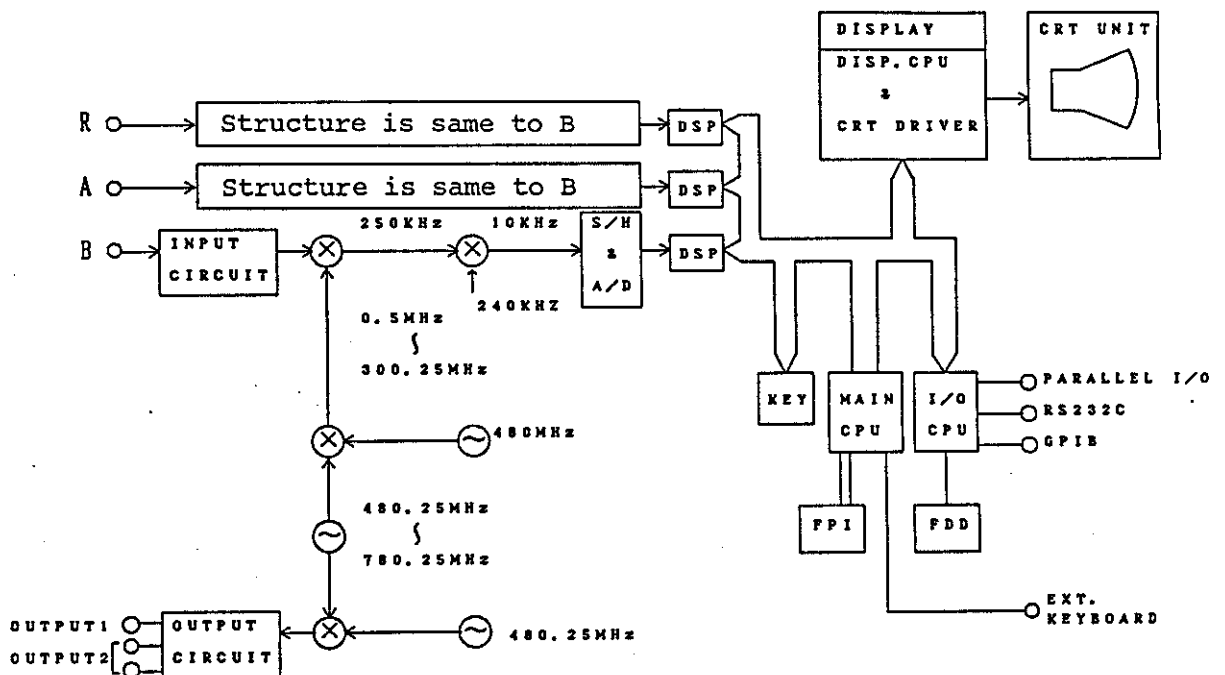 DISPLAY
DISP.CPU
&
CRT DRIVER
CRT UNIT
R
Structure is same to B
DSP
A
Structure is same to B
DSP
B
INPUT
CIRCUIT
250KHz
10KHz
S/H
&
A/D
DSP
240KHZ
0.5MHz
∫
300.25MHz
480MHz
480.25MHz
∫
780.25MHz
480.25MHz
OUTPUT1
OUTPUT2
OUTPUT
CIRCUIT
KEY
MAIN
CPU
I/O
CPU
PARALLEL I/O
RS232C
GPIB
FPI
FDD
EXT.
KEYBOARD